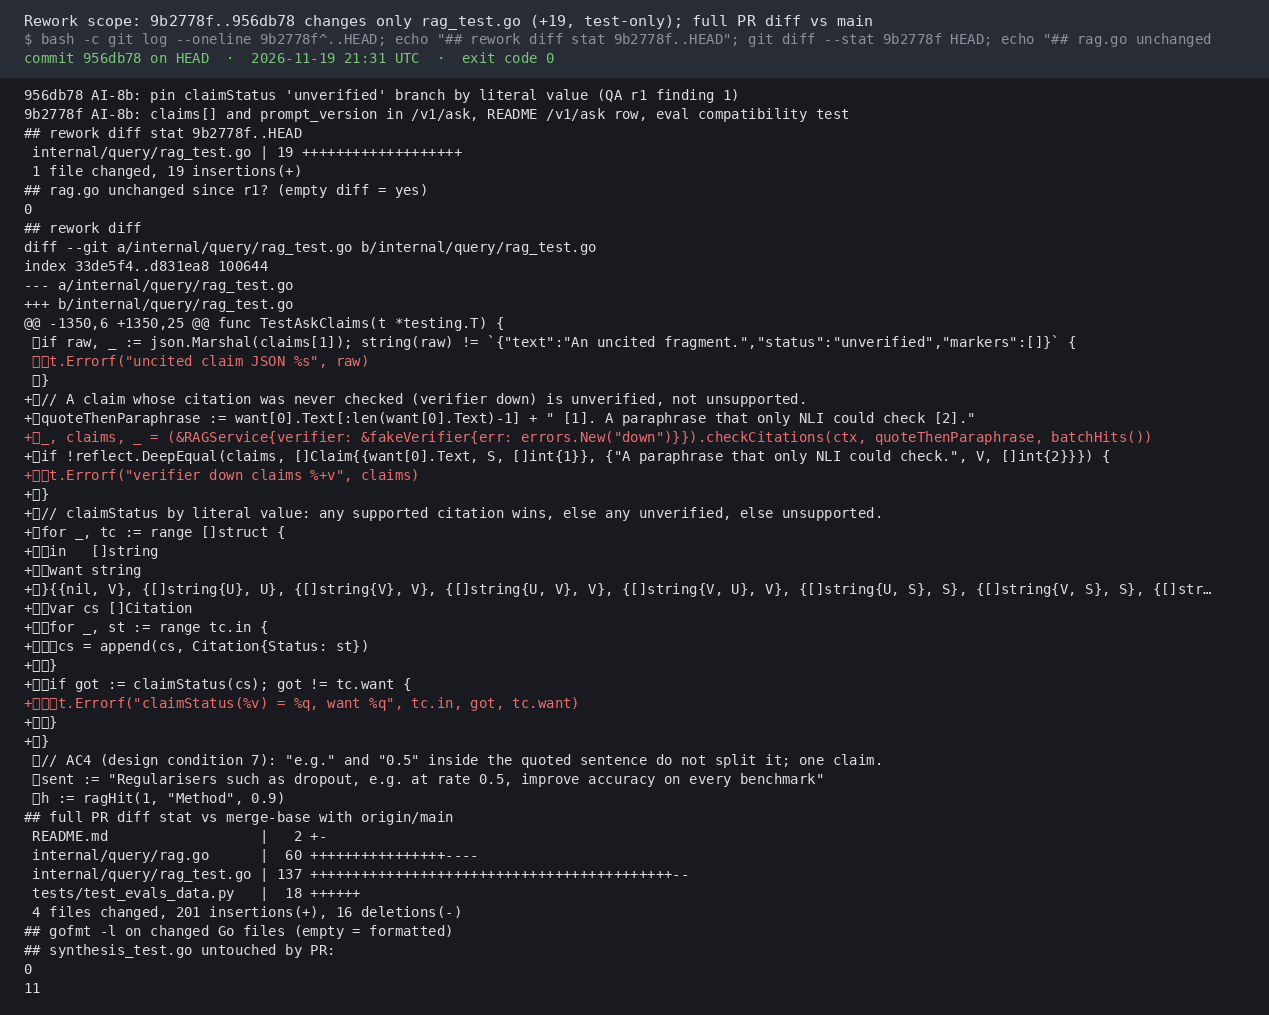 Rework scope: 9b2778f..956db78 changes only rag_test.go (+19, test-only); full PR diff vs main
$ bash -c git log --oneline 9b2778f^..HEAD; echo "## rework diff stat 9b2778f..HEAD"; git diff --stat 9b2778f HEAD; echo "## rag.go unchanged
commit 956db78 on HEAD · 2026-11-19 21:31 UTC · exit code 0
956db78 AI-8b: pin claimStatus 'unverified' branch by literal value (QA r1 finding 1)
9b2778f AI-8b: claims[] and prompt_version in /v1/ask, README /v1/ask row, eval compatibility test
## rework diff stat 9b2778f..HEAD
 internal/query/rag_test.go | 19 +++++++++++++++++++
 1 file changed, 19 insertions(+)
## rag.go unchanged since r1? (empty diff = yes)
0
## rework diff
diff --git a/internal/query/rag_test.go b/internal/query/rag_test.go
index 33de5f4..d831ea8 100644
--- a/internal/query/rag_test.go
+++ b/internal/query/rag_test.go
@@ -1350,6 +1350,25 @@ func TestAskClaims(t *testing.T) {
 if raw, _ := json.Marshal(claims[1]); string(raw) != `{"text":"An uncited fragment.","status":"unverified","markers":[]}` {
 t.Errorf("uncited claim JSON %s", raw)
 }
+// A claim whose citation was never checked (verifier down) is unverified, not unsupported.
+quoteThenParaphrase := want[0].Text[:len(want[0].Text)-1] + " [1]. A paraphrase that only NLI could check [2]."
+_, claims, _ = (&RAGService{verifier: &fakeVerifier{err: errors.New("down")}}).checkCitations(ctx, quoteThenParaphrase, batchHits())
+if !reflect.DeepEqual(claims, []Claim{{want[0].Text, S, []int{1}}, {"A paraphrase that only NLI could check.", V, []int{2}}}) {
+t.Errorf("verifier down claims %+v", claims)
+}
+// claimStatus by literal value: any supported citation wins, else any unverified, else unsupported.
+for _, tc := range []struct {
+in   []string
+want string
+}{{nil, V}, {[]string{U}, U}, {[]string{V}, V}, {[]string{U, V}, V}, {[]string{V, U}, V}, {[]string{U, S}, S}, {[]string{V, S}, S}, {[]str…
+var cs []Citation
+for _, st := range tc.in {
+cs = append(cs, Citation{Status: st})
+}
+if got := claimStatus(cs); got != tc.want {
+t.Errorf("claimStatus(%v) = %q, want %q", tc.in, got, tc.want)
+}
+}
 // AC4 (design condition 7): "e.g." and "0.5" inside the quoted sentence do not split it; one claim.
 sent := "Regularisers such as dropout, e.g. at rate 0.5, improve accuracy on every benchmark"
 h := ragHit(1, "Method", 0.9)
## full PR diff stat vs merge-base with origin/main
 README.md                  |   2 +-
 internal/query/rag.go      |  60 ++++++++++++++++----
 internal/query/rag_test.go | 137 +++++++++++++++++++++++++++++++++++++++++++--
 tests/test_evals_data.py   |  18 ++++++
 4 files changed, 201 insertions(+), 16 deletions(-)
## gofmt -l on changed Go files (empty = formatted)
## synthesis_test.go untouched by PR:
0
11